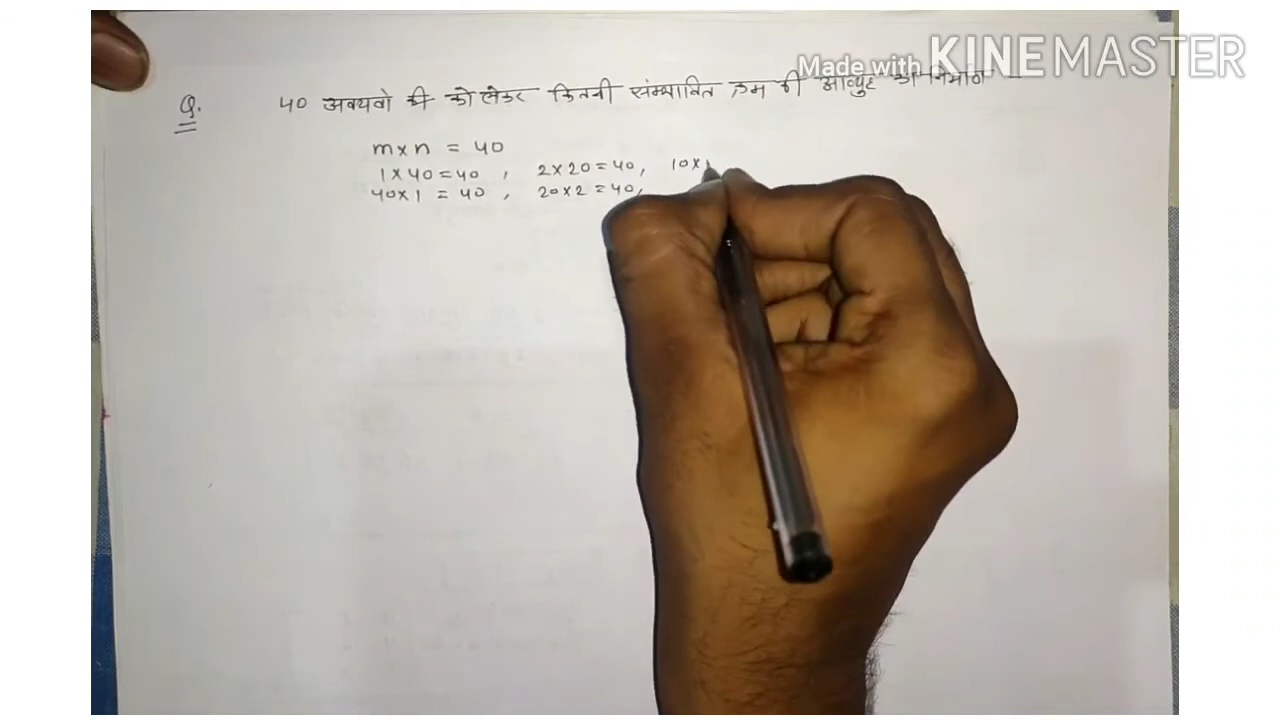 Made with KINEMASTER
Q. 40 अवयवो की को लेकर कितनी संम्भावित क्रम की आव्युह का निर्माण
m×n = 40
1×40=40, 2×20=40, 10×
40×1 = 40, 20×2=40,